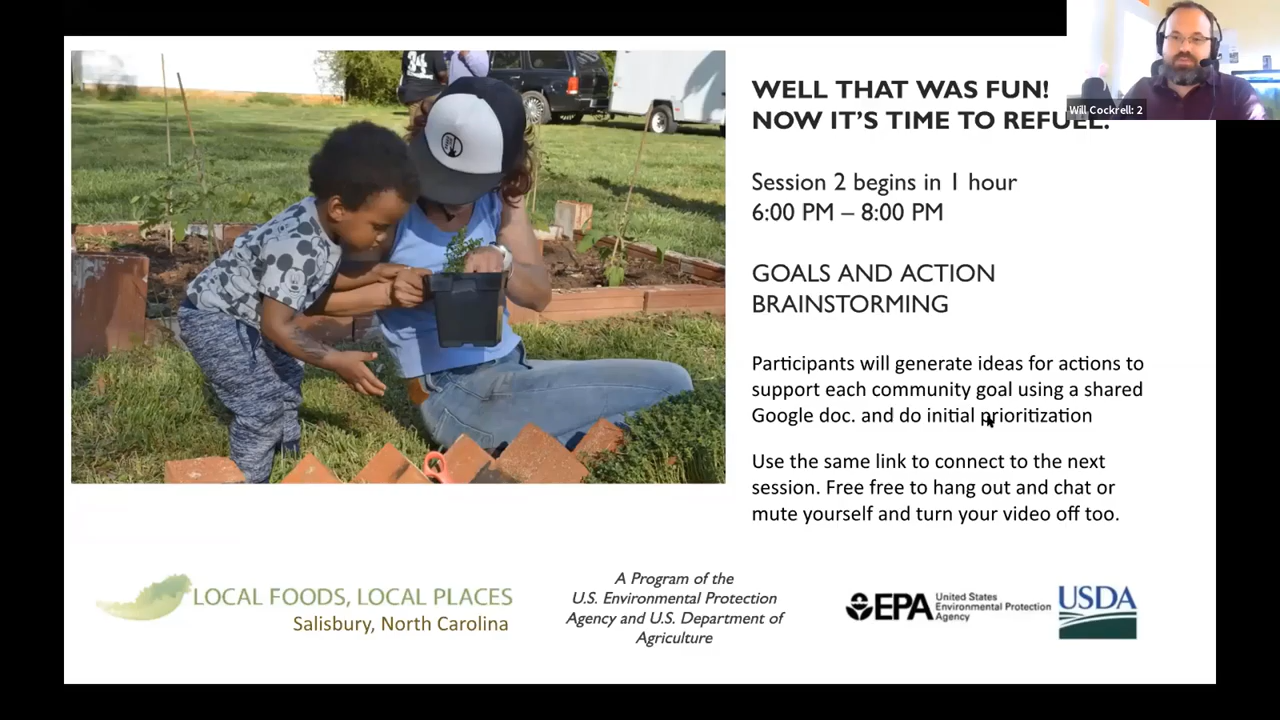 WELL THAT WAS FUN!
NOW IT'S TIME TO REFUEL.
Will Cockrell: 2
Session 2 begins in 1 hour
6:00 PM – 8:00 PM
GOALS AND ACTION
BRAINSTORMING
Participants will generate ideas for actions to
support each community goal using a shared
Google doc. and do initial prioritization
Use the same link to connect to the next
session. Free free to hang out and chat or
mute yourself and turn your video off too.
LOCAL FOODS, LOCAL PLACES
Salisbury, North Carolina
A Program of the
U.S. Environmental Protection
Agency and U.S. Department of
Agriculture
EPA
United States
Environmental Protection
Agency
USDA